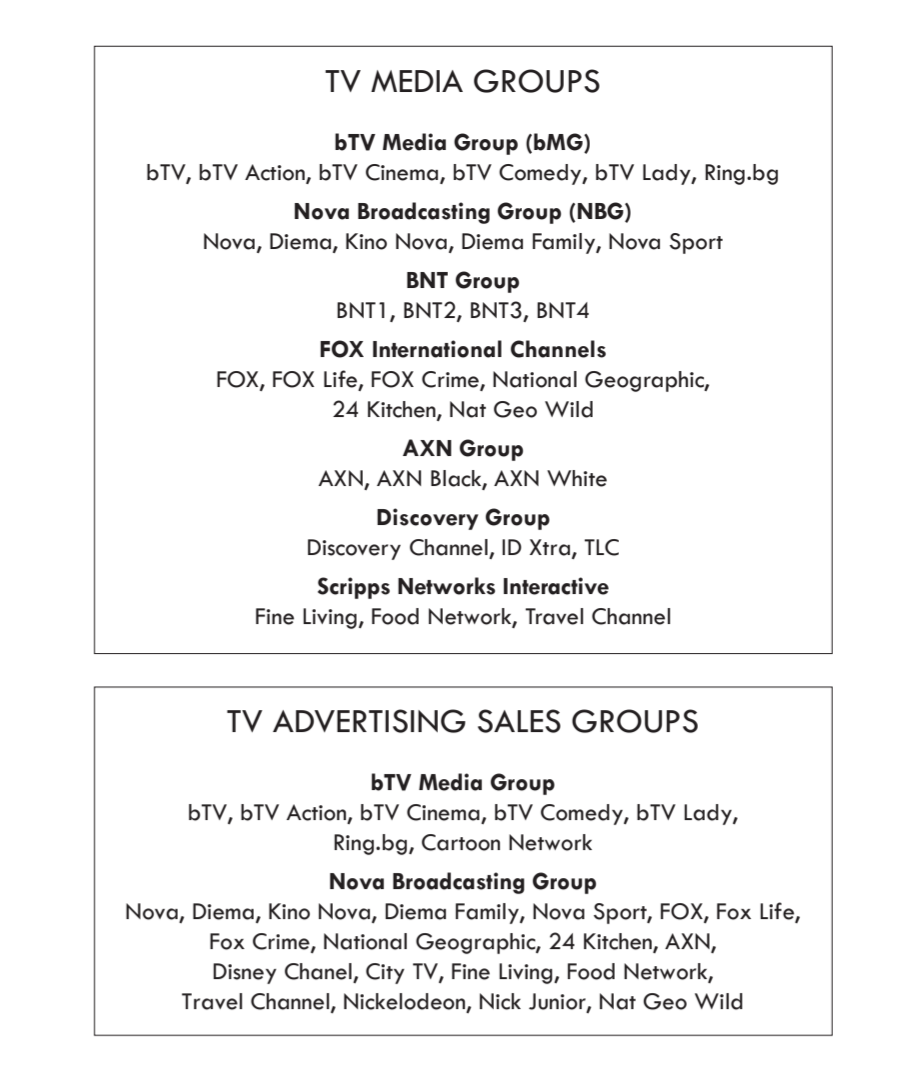 TV MEDIA GROUPS
bTV Media Group (bMG)
bTV, bTV Action, bTV Cinema, bTV Comedy, bTV Lady, Ring.bg
Nova Broadcasting Group (NBG)
Nova, Diema, Kino Nova, Diema Family, Nova Sport
BNT Group
BNT1, BNT2, BNT3, BNT4
FOX International Channels
FOX, FOX Life, FOX Crime, National Geographic,
24 Kitchen, Nat Geo Wild
AXN Group
AXN, AXN Black, AXN White
Discovery Group
Discovery Channel, ID Xtra, TLC
Scripps Networks Interactive
Fine Living, Food Network, Travel Channel
TV ADVERTISING SALES GROUPS
bTV Media Group
bTV, bTV Action, bTV Cinema, bTV Comedy, bTV Lady,
Ring.bg, Cartoon Network
Nova Broadcasting Group
Nova, Diema, Kino Nova, Diema Family, Nova Sport, FOX, Fox Life,
Fox Crime, National Geographic, 24 Kitchen, AXN,
Disney Chanel, City TV, Fine Living, Food Network,
Travel Channel, Nickelodeon, Nick Junior, Nat Geo Wild